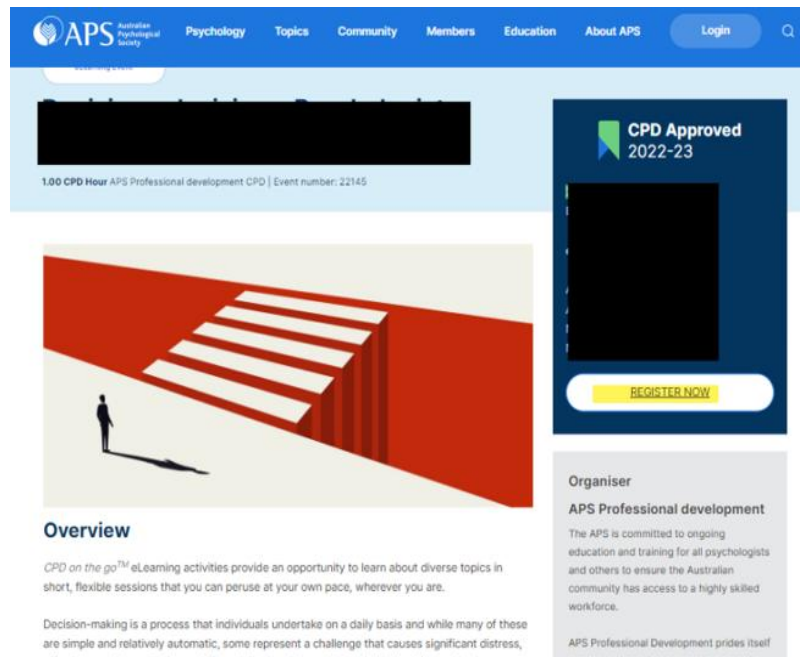 APS Australian Psychological Society
Psychology Topics Community Members Education About APS Login
1.00 CPD Hour APS Professional development CPD | Event number: 22145
CPD Approved
2022-23
REGISTER NOW
Overview
CPD on the go™ eLearning activities provide an opportunity to learn about diverse topics in
short, flexible sessions that you can peruse at your own pace, wherever you are.
Decision-making is a process that individuals undertake on a daily basis and while many of these
are simple and relatively automatic, some represent a challenge that causes significant distress,
Organiser
APS Professional development
The APS is committed to ongoing
education and training for all psychologists
and others to ensure the Australian
community has access to a highly skilled
workforce.
APS Professional Development prides itself